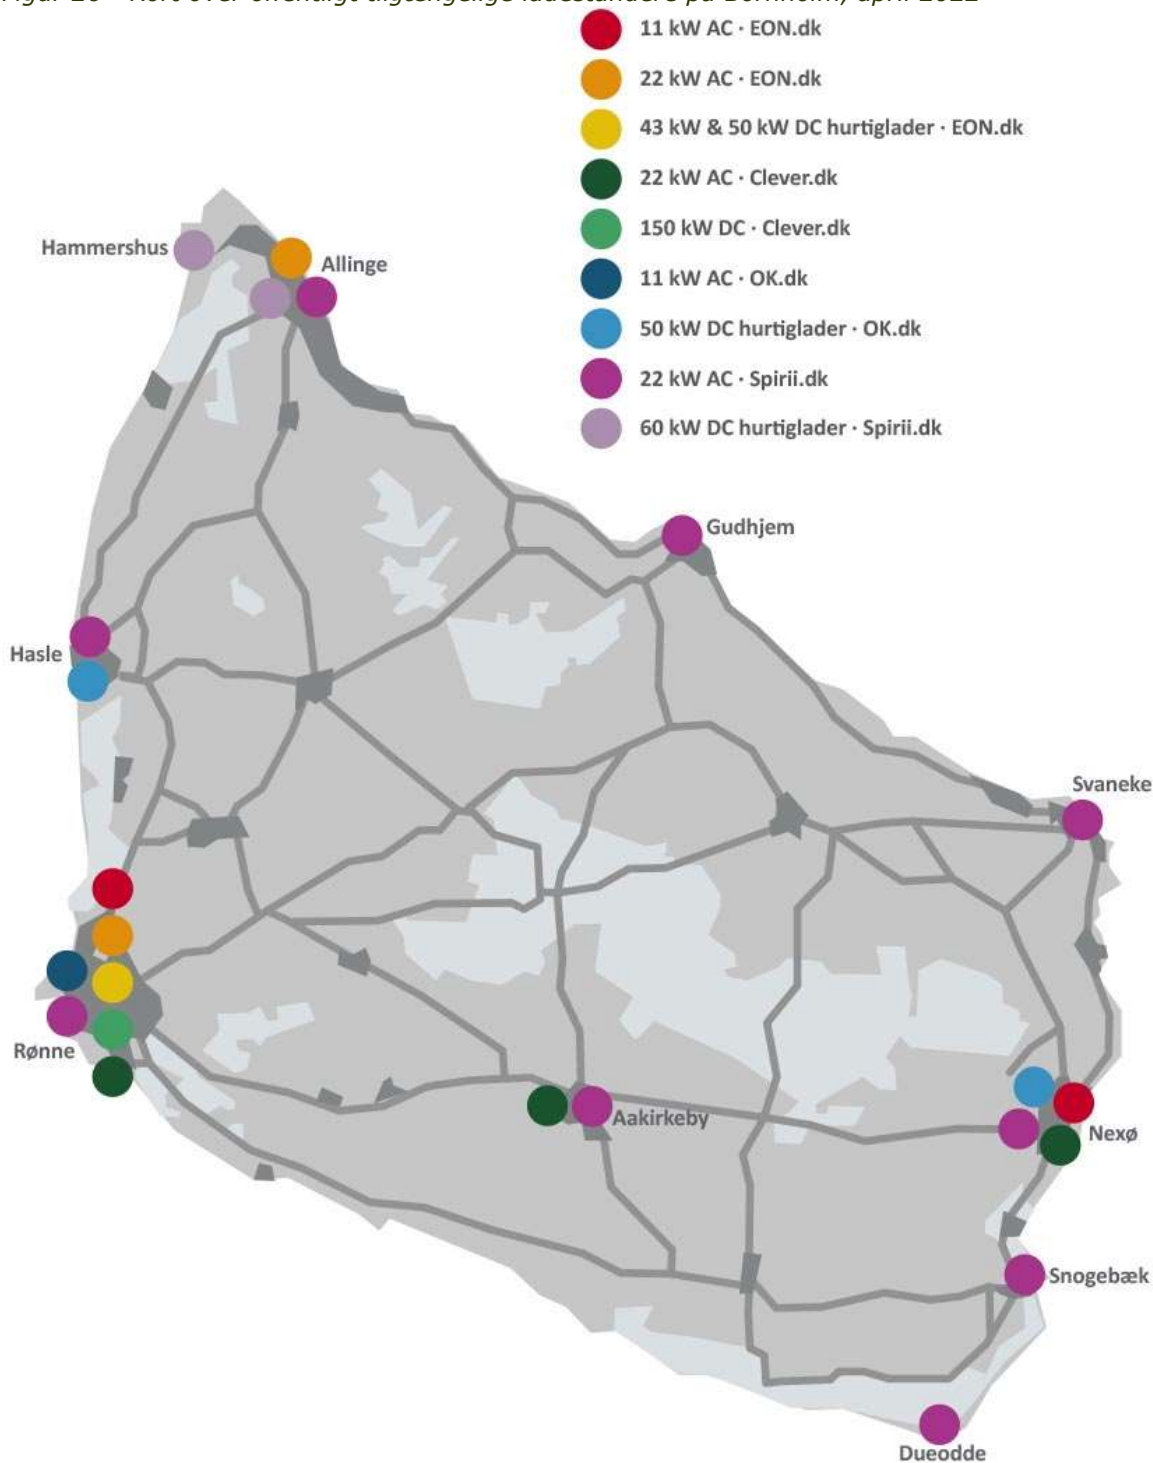 11 kW AC · EON.dk
22 kW AC · EON.dk
43 kW & 50 kW DC hurtiglader · EON.dk
22 kW AC · Clever.dk
150 kW DC · Clever.dk
11 kW AC · OK.dk
50 kW DC hurtiglader · OK.dk
22 kW AC · Spirii.dk
60 kW DC hurtiglader · Spirii.dk
Hammershus
Allinge
Gudhjem
Hasle
Svaneke
Rønne
Aakirkeby
Nexø
Snogebæk
Dueodde